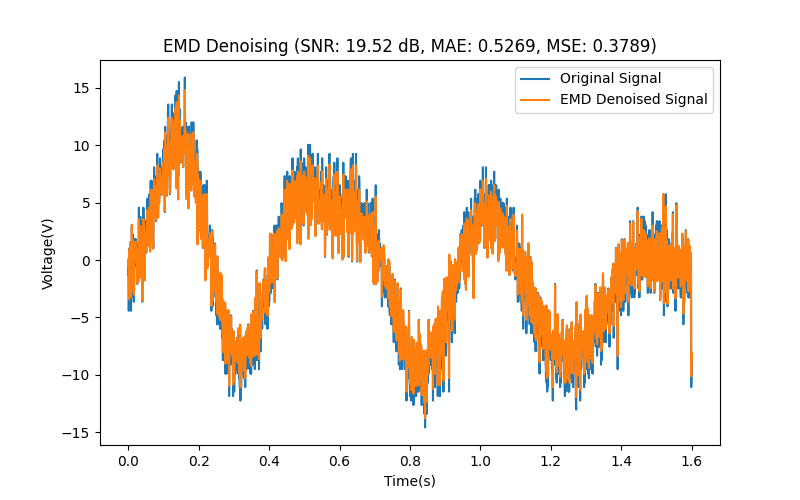 EMD Denoising (SNR: 19.52 dB, MAE: 0.5269, MSE: 0.3789)
Original Signal
EMD Denoised Signal
15
10
5
0
−5
−10
−15
Voltage(V)
0.0 0.2 0.4 0.6 0.8 1.0 1.2 1.4 1.6
Time(s)